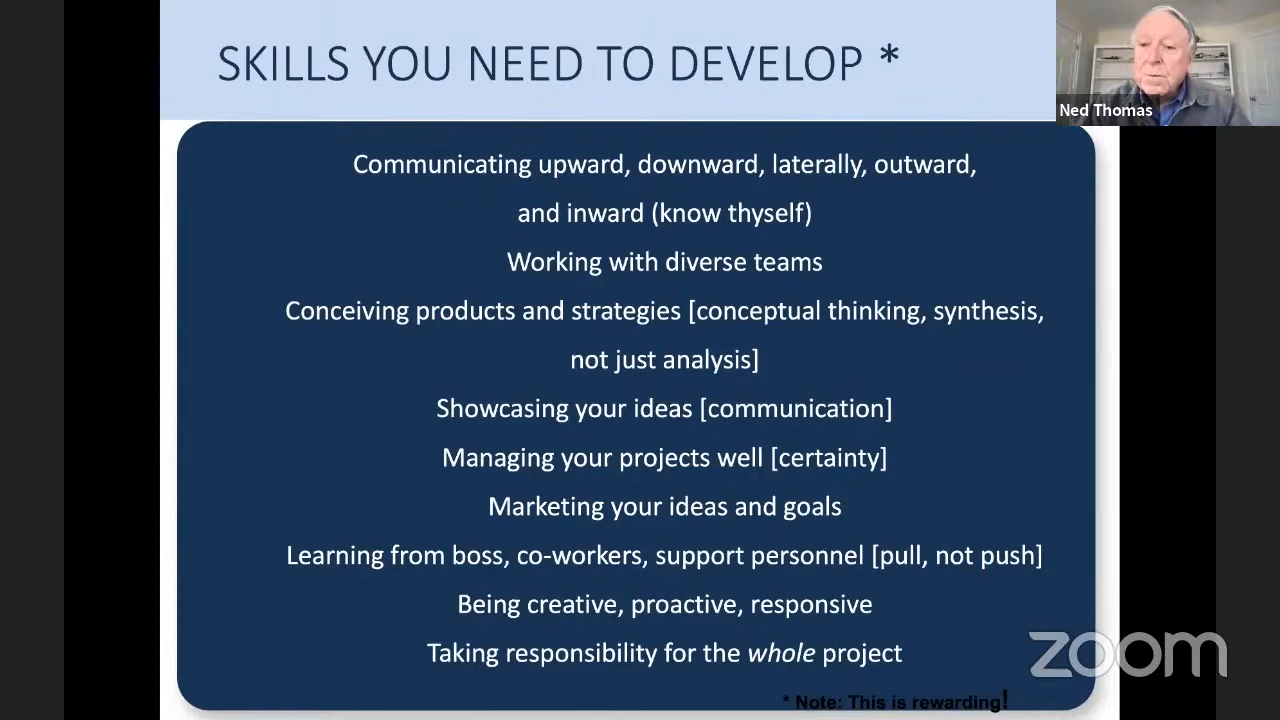 SKILLS YOU NEED TO DEVELOP *
Ned Thomas
Communicating upward, downward, laterally, outward,
and inward (know thyself)
Working with diverse teams
Conceiving products and strategies [conceptual thinking, synthesis,
not just analysis]
Showcasing your ideas [communication]
Managing your projects well [certainty]
Marketing your ideas and goals
Learning from boss, co-workers, support personnel [pull, not push]
Being creative, proactive, responsive
Taking responsibility for the whole project
zoom
* Note: This is rewarding!